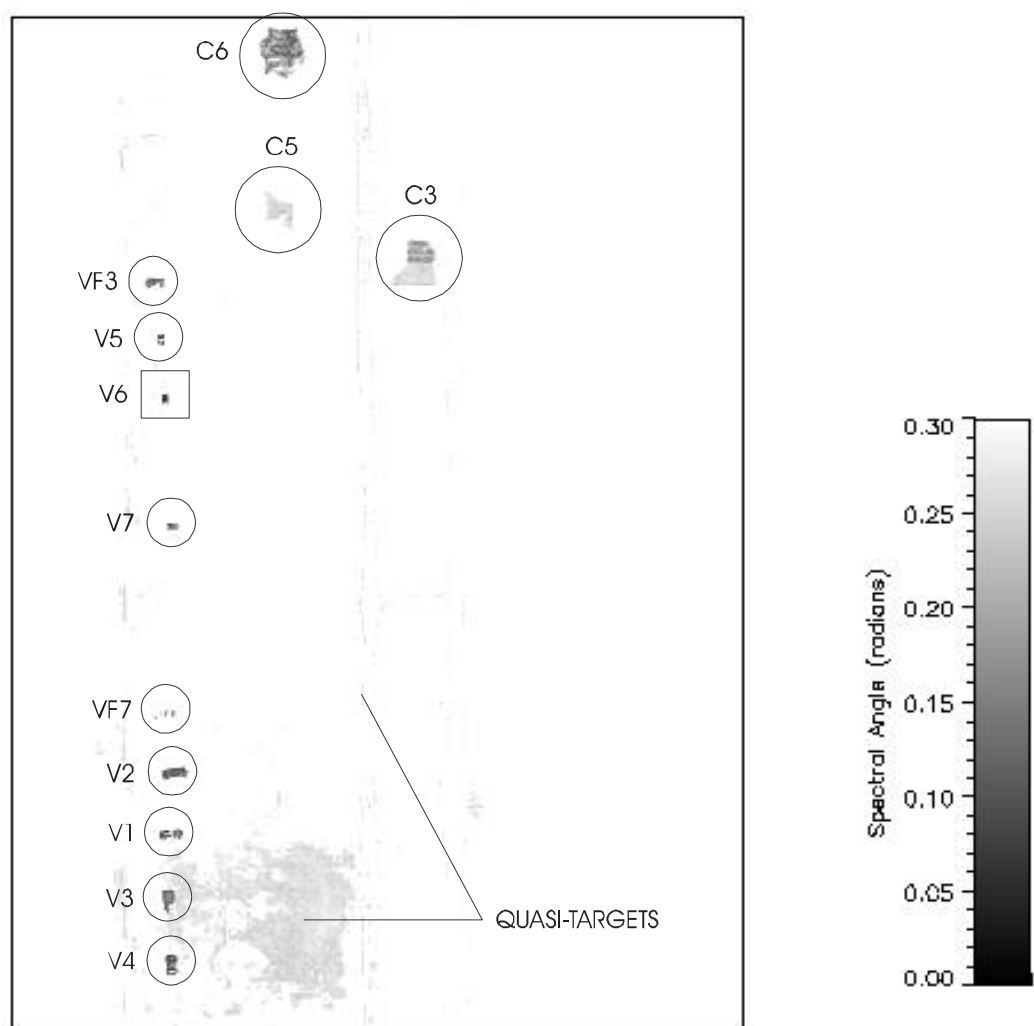 C6
C5
C3
VF3
V5
V6
V7
VF7
V2
V1
V3
V4
QUASI-TARGETS
Spectral Angle (radians)
0.30
0.25
0.20
0.15
0.10
0.05
0.00